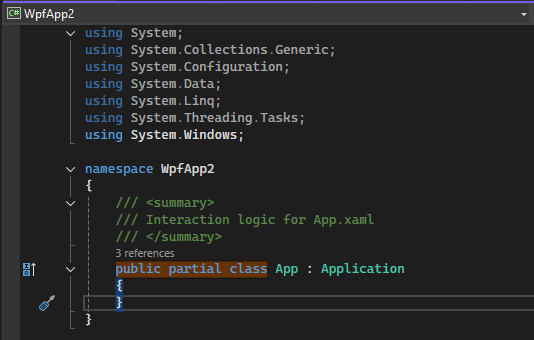 C# WpfApp2
using System;
using System.Collections.Generic;
using System.Configuration;
using System.Data;
using System.Linq;
using System.Threading.Tasks;
using System.Windows;
namespace WpfApp2
{
/// <summary>
/// Interaction logic for App.xaml
/// </summary>
3 references
public partial class App : Application
{
}
}